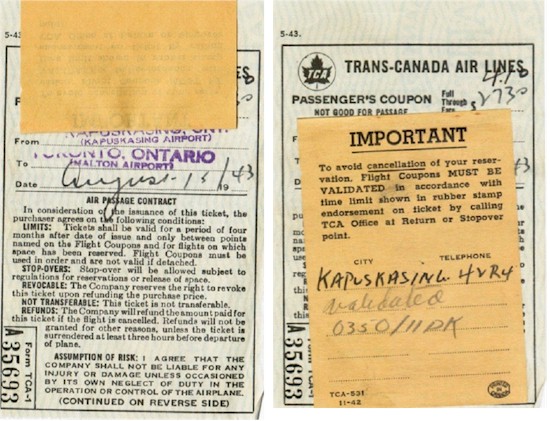 5-43.
ES
From KAPUSKASING, ONT
(KAPUSKASING AIRPORT)
To TORONTO, ONTARIO
(MALTON AIRPORT)
Date August 15/43
AIR PASSAGE CONTRACT
In consideration of the issuance of this ticket, the
purchaser agrees on the following conditions:
LIMITS: Tickets shall be valid for a period of four
months after date of issue and only between points
named on the Flight Coupons and for flights on which
space has been reserved. Flight Coupons must be
used in order and are not valid if detached.
STOP-OVERS: Stop-over will be allowed subject to
regulations for reservations or release of space.
REVOCABLE: The Company reserves the right to revoke
this ticket upon refunding the purchase price.
NOT TRANSFERABLE: This ticket is not transferable.
REFUNDS: The Company will refund the amount paid for
this ticket if the flight is cancelled. Refunds will not be
granted for other reasons, unless the ticket is
surrendered at least three hours before departure
of plane.
ASSUMPTION OF RISK: I AGREE THAT THE
COMPANY SHALL NOT BE LIABLE FOR ANY
INJURY OR DAMAGE UNLESS OCCASIONED
BY ITS OWN NEGLECT OF DUTY IN THE
OPERATION OR CONTROL OF THE AIRPLANE.
(CONTINUED ON REVERSE SIDE)
Form TCA-1
A35693
5-43.
TCA
TRANS-CANADA AIR LINES
PASSENGER'S COUPON
Full
Through
Fare
$ 2730
NOT GOOD FOR PASSAGE
IMPORTANT
To avoid cancellation of your reser-
vation, Flight Coupons MUST BE
VALIDATED in accordance with
time limit shown in rubber stamp
endorsement on ticket by calling
TCA Office at Return or Stopover
point.
CITY TELEPHONE
KAPUSKASING 4VR4
validated
0350/11DK
TCA-531
11-42
Form TCA-1
A35693